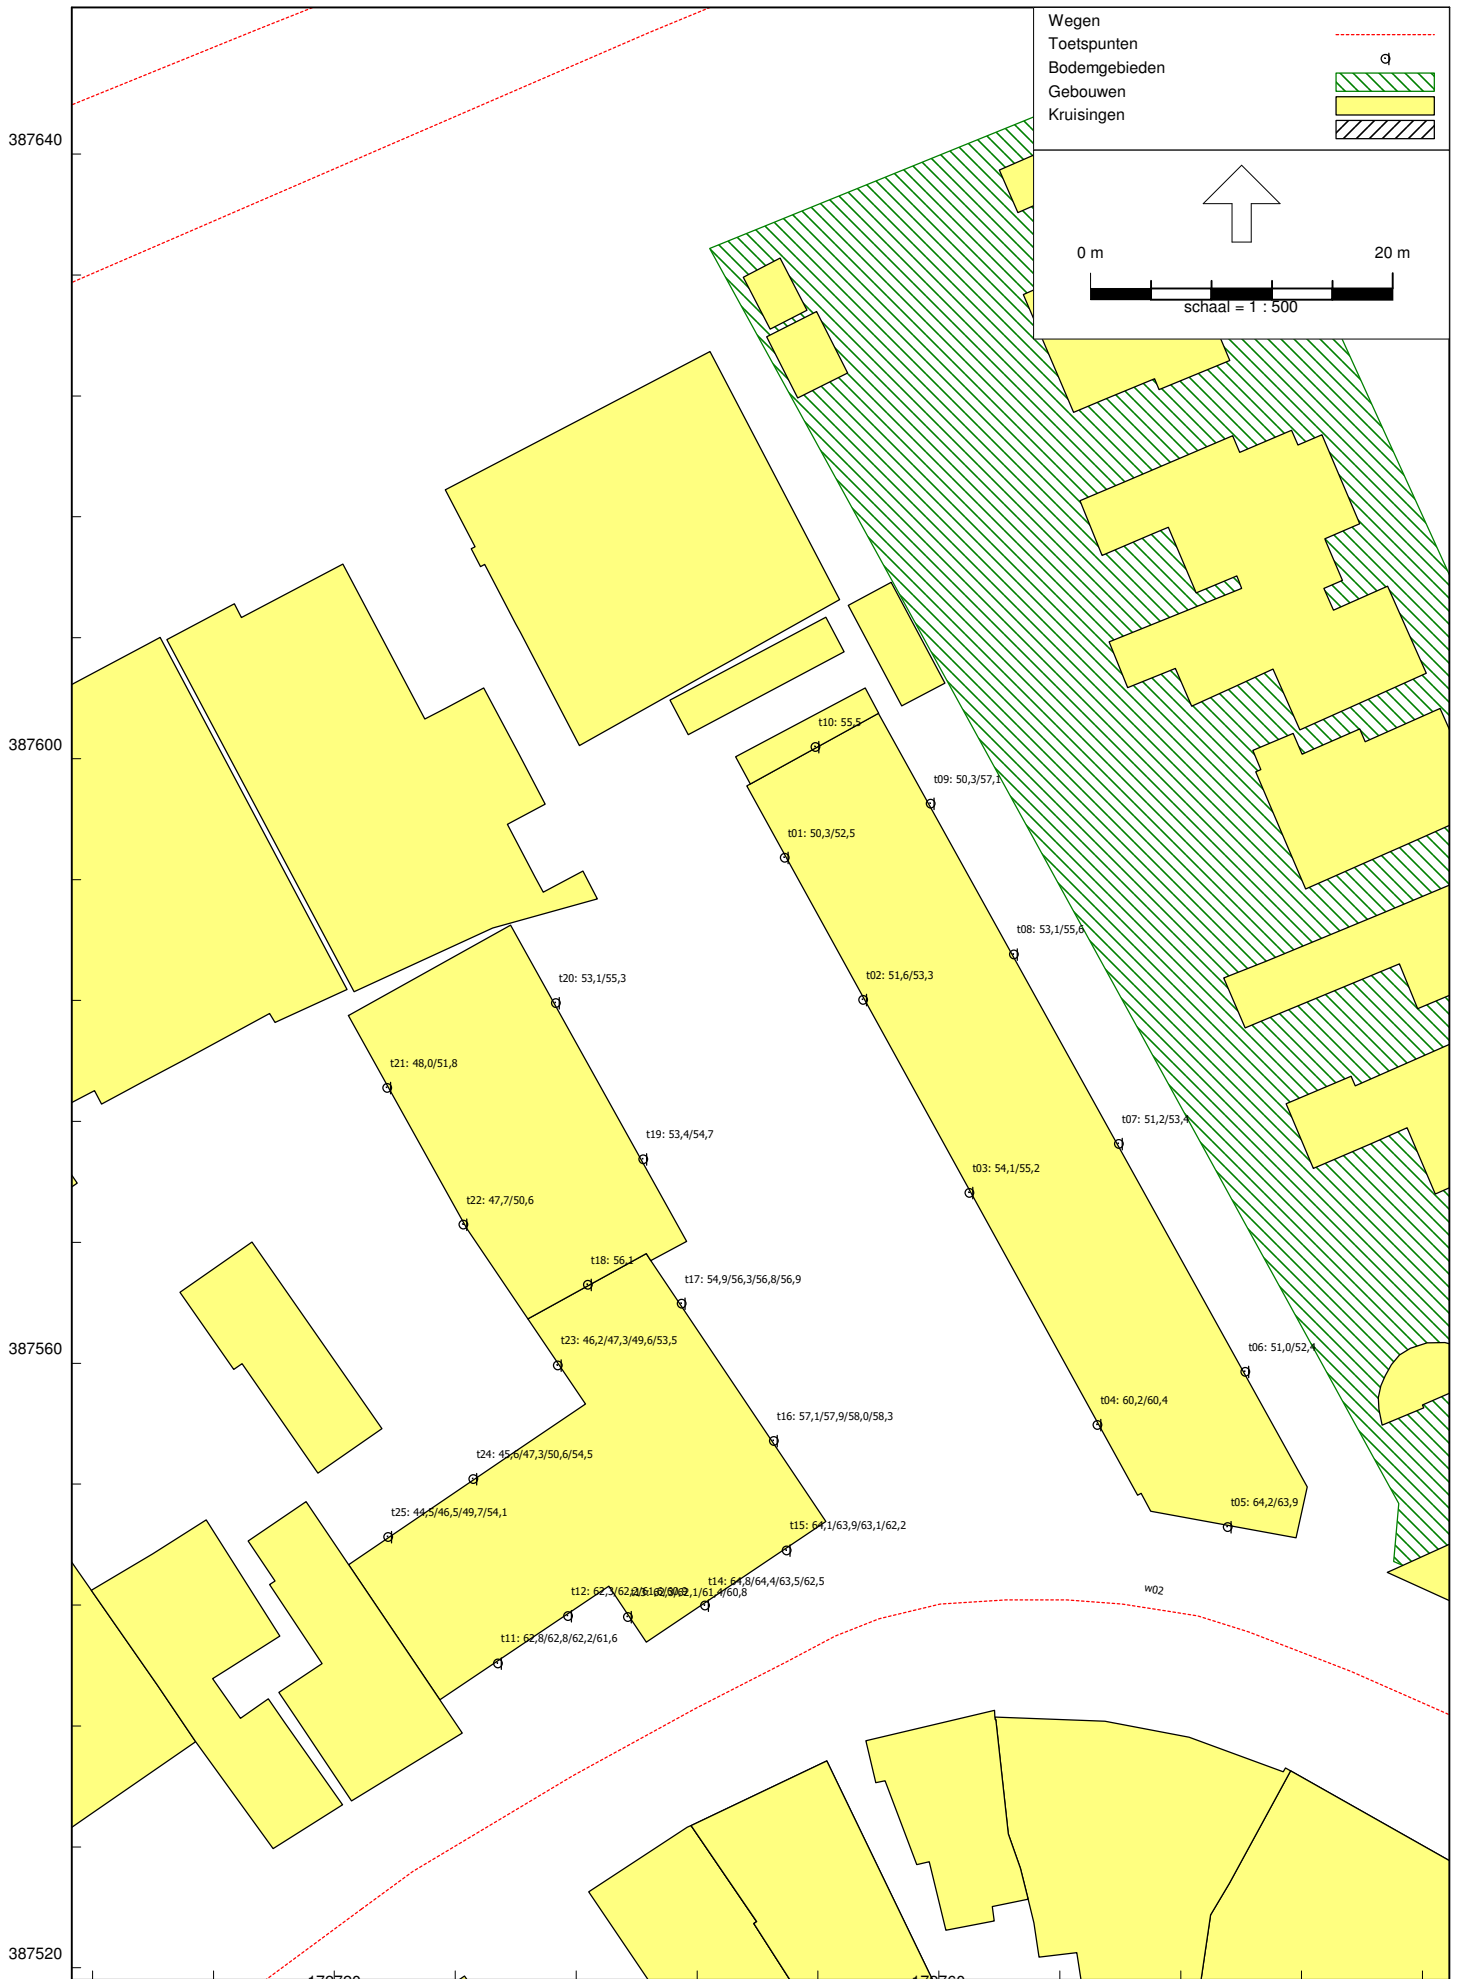 Wegen
Toetspunten
Bodemgebieden
Gebouwen
Kruisingen
387640
0 m 20 m
schaal = 1 : 500
t10: 55,5
387600
t09: 50,3/57,1
t01: 50,3/52,5
t08: 53,1/55,6
t02: 51,6/53,3
t20: 53,1/55,3
t21: 48,0/51,8
t07: 51,2/53,4
t19: 53,4/54,7
t03: 54,1/55,2
t22: 47,7/50,6
t18: 56,1
t17: 54,9/56,3/56,8/56,9
t23: 46,2/47,3/49,6/53,5
387560
t06: 51,0/52,4
t04: 60,2/60,4
t16: 57,1/57,9/58,0/58,3
t24: 45,6/47,3/50,6/54,5
t05: 64,2/63,9
t25: 44,5/46,5/49,7/54,1
t15: 64,1/63,9/63,1/62,2
t14: 64,8/64,4/63,5/62,5
t12: 62,3/62,2/
w02
t11: 62,8/62,8/62,2/61,6
387520